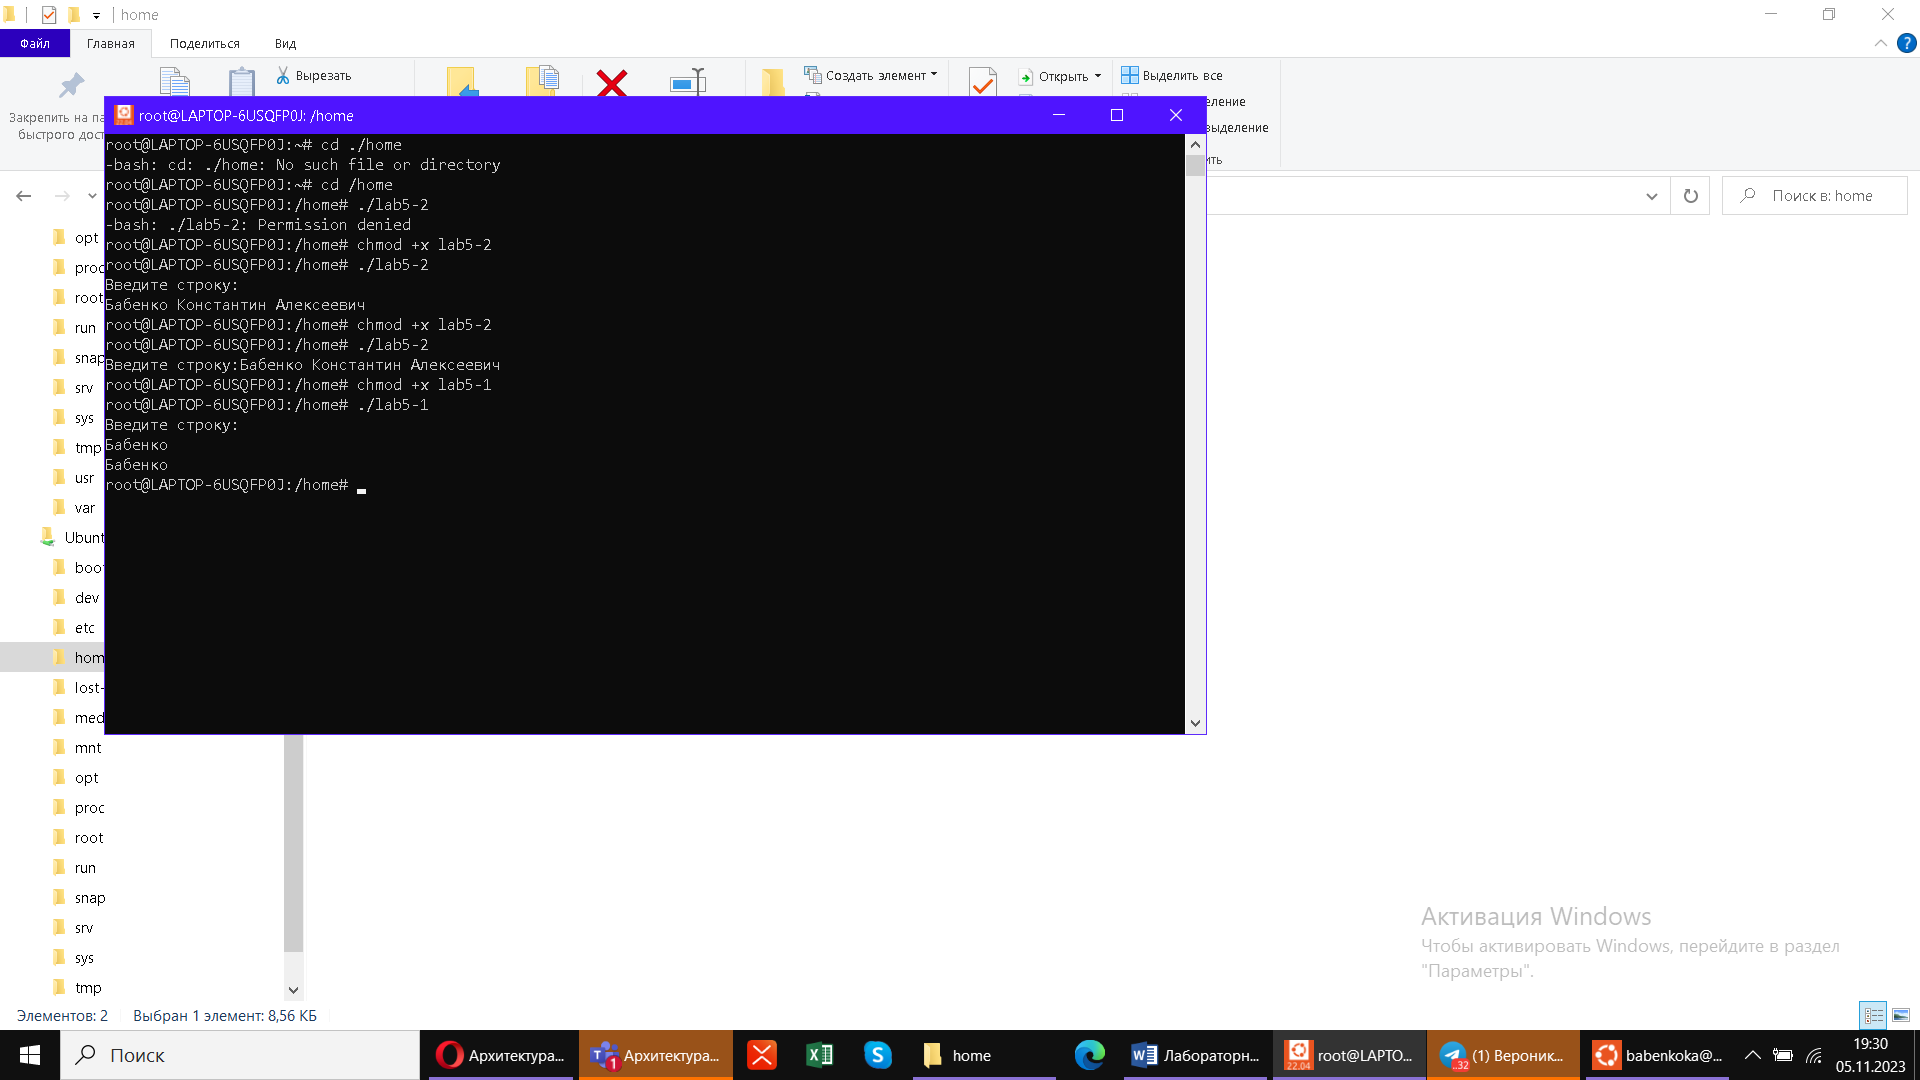 home
Файл
Главная
Поделиться
Вид
Вырезать
Создать элемент
Открыть
Выделить все
Закрепить на
быстрого
root@LAPTOP-6USQFP0J: /home
root@LAPTOP-6USQFP0J:~# cd ./home
-bash: cd: ./home: No such file or directory
root@LAPTOP-6USQFP0J:~# cd /home
root@LAPTOP-6USQFP0J:/home# ./lab5-2
-bash: ./lab5-2: Permission denied
root@LAPTOP-6USQFP0J:/home# chmod +x lab5-2
root@LAPTOP-6USQFP0J:/home# ./lab5-2
Введите строку:
Бабенко Константин Алексеевич
root@LAPTOP-6USQFP0J:/home# chmod +x lab5-2
root@LAPTOP-6USQFP0J:/home# ./lab5-2
Введите строку:Бабенко Константин Алексеевич
root@LAPTOP-6USQFP0J:/home# chmod +x lab5-1
root@LAPTOP-6USQFP0J:/home# ./lab5-1
Введите строку:
Бабенко
Бабенко
root@LAPTOP-6USQFP0J:/home#
выделение
Поиск в: home
opt
proc
root
run
snap
srv
sys
tmp
usr
var
Ubunt
boot
dev
etc
hom
lost-
med
mnt
opt
proc
root
run
snap
srv
sys
tmp
Активация Windows
Чтобы активировать Windows, перейдите в раздел
"Параметры".
Элементов: 2
Выбран 1 элемент: 8,56 КБ
Поиск
Архитектура...
1
Архитектура...
home
Лабораторн...
22.04
root@LAPTO...
..32
(1) Вероник...
babenkoka@...
19:30
05.11.2023